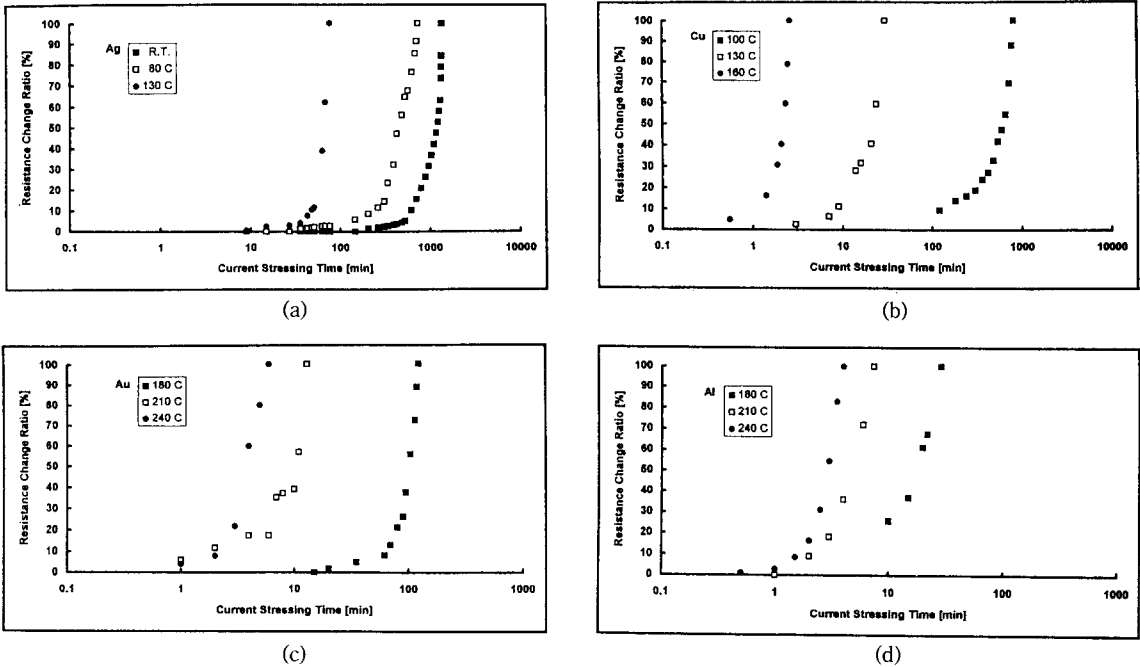 Resistance Change Ratio [%]
100
90
80
70
60
50
40
30
20
10
0
Ag
R.T.
80 C
130 C
0.1
1
10
100
1000
10000
Current Stressing Time [min]
(a)
Resistance Change Ratio [%]
100
90
80
70
60
50
40
30
20
10
0
Cu
100 C
130 C
160 C
0.1
1
10
100
1000
10000
Current Stressing Time [min]
(b)
Resistance Change Ratio [%]
100
90
80
70
60
50
40
30
20
10
0
Au
180 C
210 C
240 C
0.1
1
10
100
1000
Current Stressing Time [min]
(c)
Resistance Change Ratio [%]
100
90
80
70
60
50
40
30
20
10
0
Al
180 C
210 C
240 C
0.1
1
10
100
1000
Current Stressing Time [min]
(d)